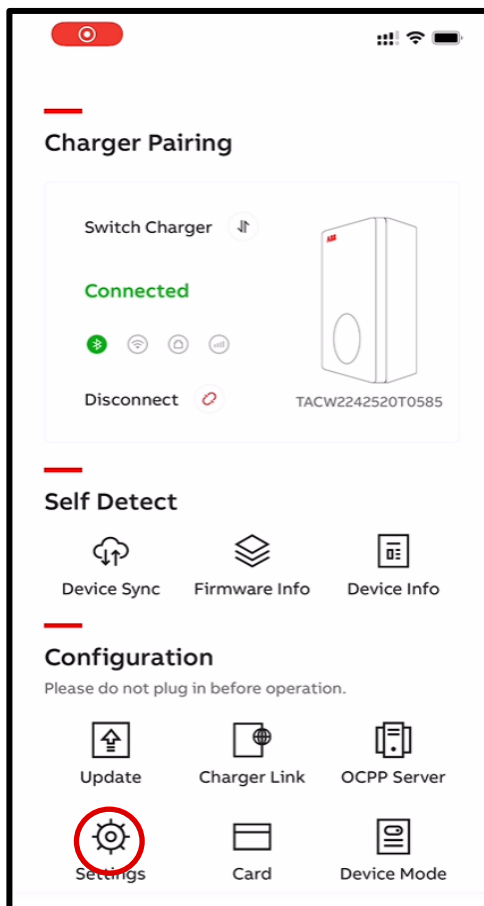 Charger Pairing
Switch Charger
ABB
Connected
Disconnect
TACW2242520T0585
Self Detect
Device Sync Firmware Info Device Info
Configuration
Please do not plug in before operation.
Update Charger Link OCPP Server
Settings Card Device Mode